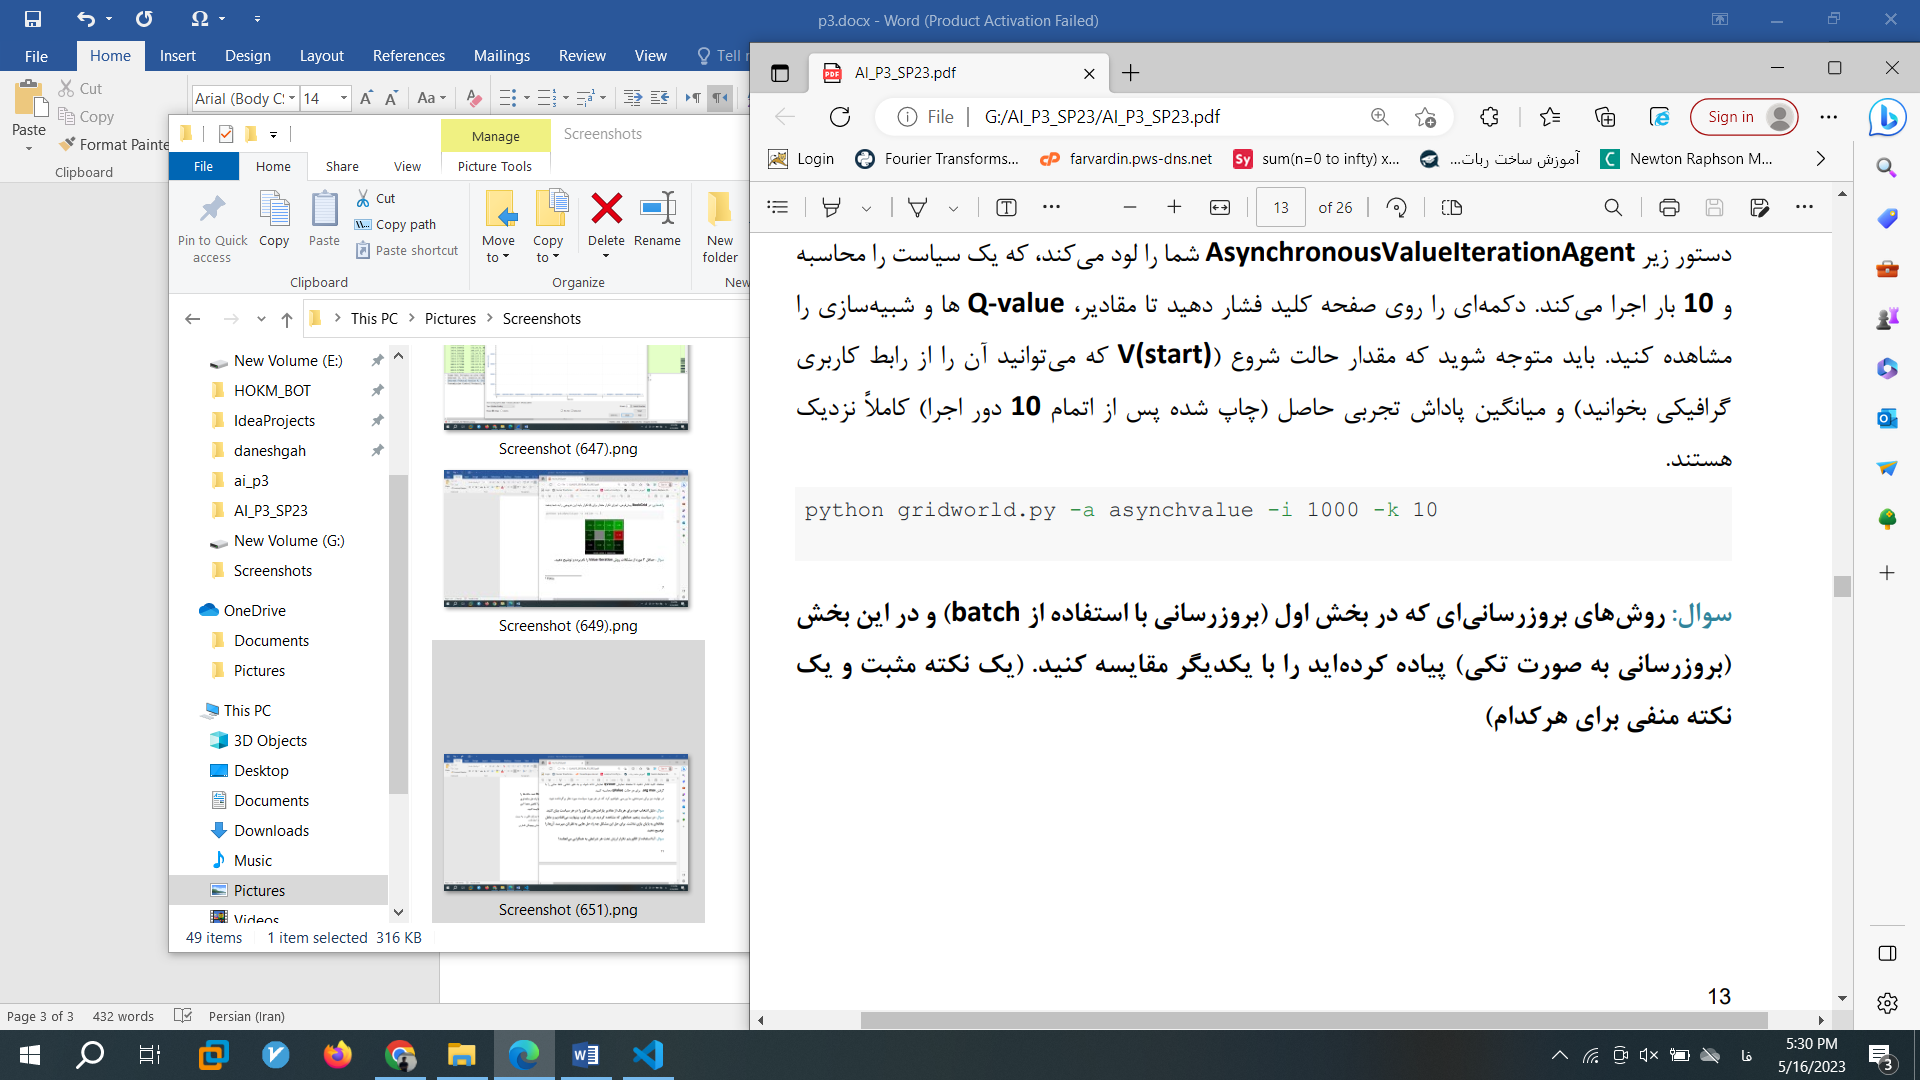 p3.docx - Word (Product Activation Failed)
File Home Insert Design Layout References Mailings Review View Tell
Paste Cut Copy Format Painte
Arial (Body C 14
Clipboard
Manage Screenshots
File Home Share View Picture Tools
Pin to Quick access
Copy
Paste
Cut
Copy path
Paste shortcut
Move to
Copy to
Delete
Rename
New folder
Clipboard Organize New
This PC Pictures Screenshots
New Volume (E:)
HOKM_BOT
IdeaProjects
daneshgah
ai_p3
AI_P3_SP23
New Volume (G:)
Screenshots
OneDrive
Documents
Pictures
This PC
3D Objects
Desktop
Documents
Downloads
Music
Pictures
Videos
Screenshot (647).png
Screenshot (649).png
Screenshot (651).png
49 items 1 item selected 316 KB
Page 3 of 3 432 words Persian (Iran)
AI_P3_SP23.pdf
File G:/AI_P3_SP23/AI_P3_SP23.pdf
Sign in
Login Fourier Transforms... farvardin.pws-dns.net sum(n=0 to infty) x... آموزش ساخت ربات... Newton Raphson M...
13 of 26
دستور زیر AsynchronousValueIterationAgent شما را لود می‌کند، که یک سیاست را محاسبه
و 10 بار اجرا می‌کند. دکمه‌ای را روی صفحه کلید فشار دهید تا مقادیر، Q-value ها و شبیه‌سازی را
مشاهده کنید. باید متوجه شوید که مقدار حالت شروع (V(start) که می‌توانید آن را از رابط کاربری
گرافیکی بخوانید) و میانگین پاداش تجربی حاصل (چاپ شده پس از اتمام 10 دور اجرا) کاملاً نزدیک
هستند.
python gridworld.py -a asynchvalue -i 1000 -k 10
سوال: روش‌های بروزرسانی‌ای که در بخش اول (بروزرسانی با استفاده از batch) و در این بخش
(بروزرسانی به صورت تکی) پیاده کرده‌اید را با یکدیگر مقایسه کنید. (یک نکته مثبت و یک
نکته منفی برای هرکدام)
13
فا
5:30 PM
5/16/2023
3